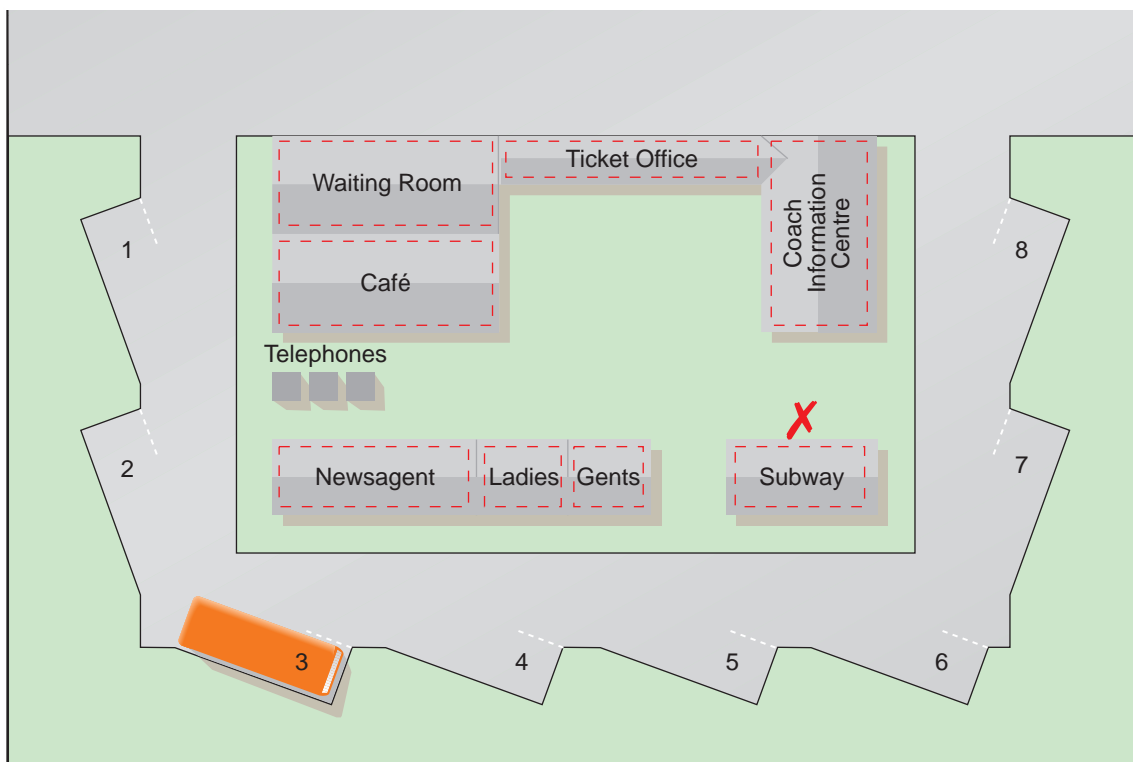 Waiting Room
Ticket Office
Coach
Information
Centre
Café
Telephones
Newsagent
Ladies
Gents
Subway
1
2
3
4
5
6
7
8